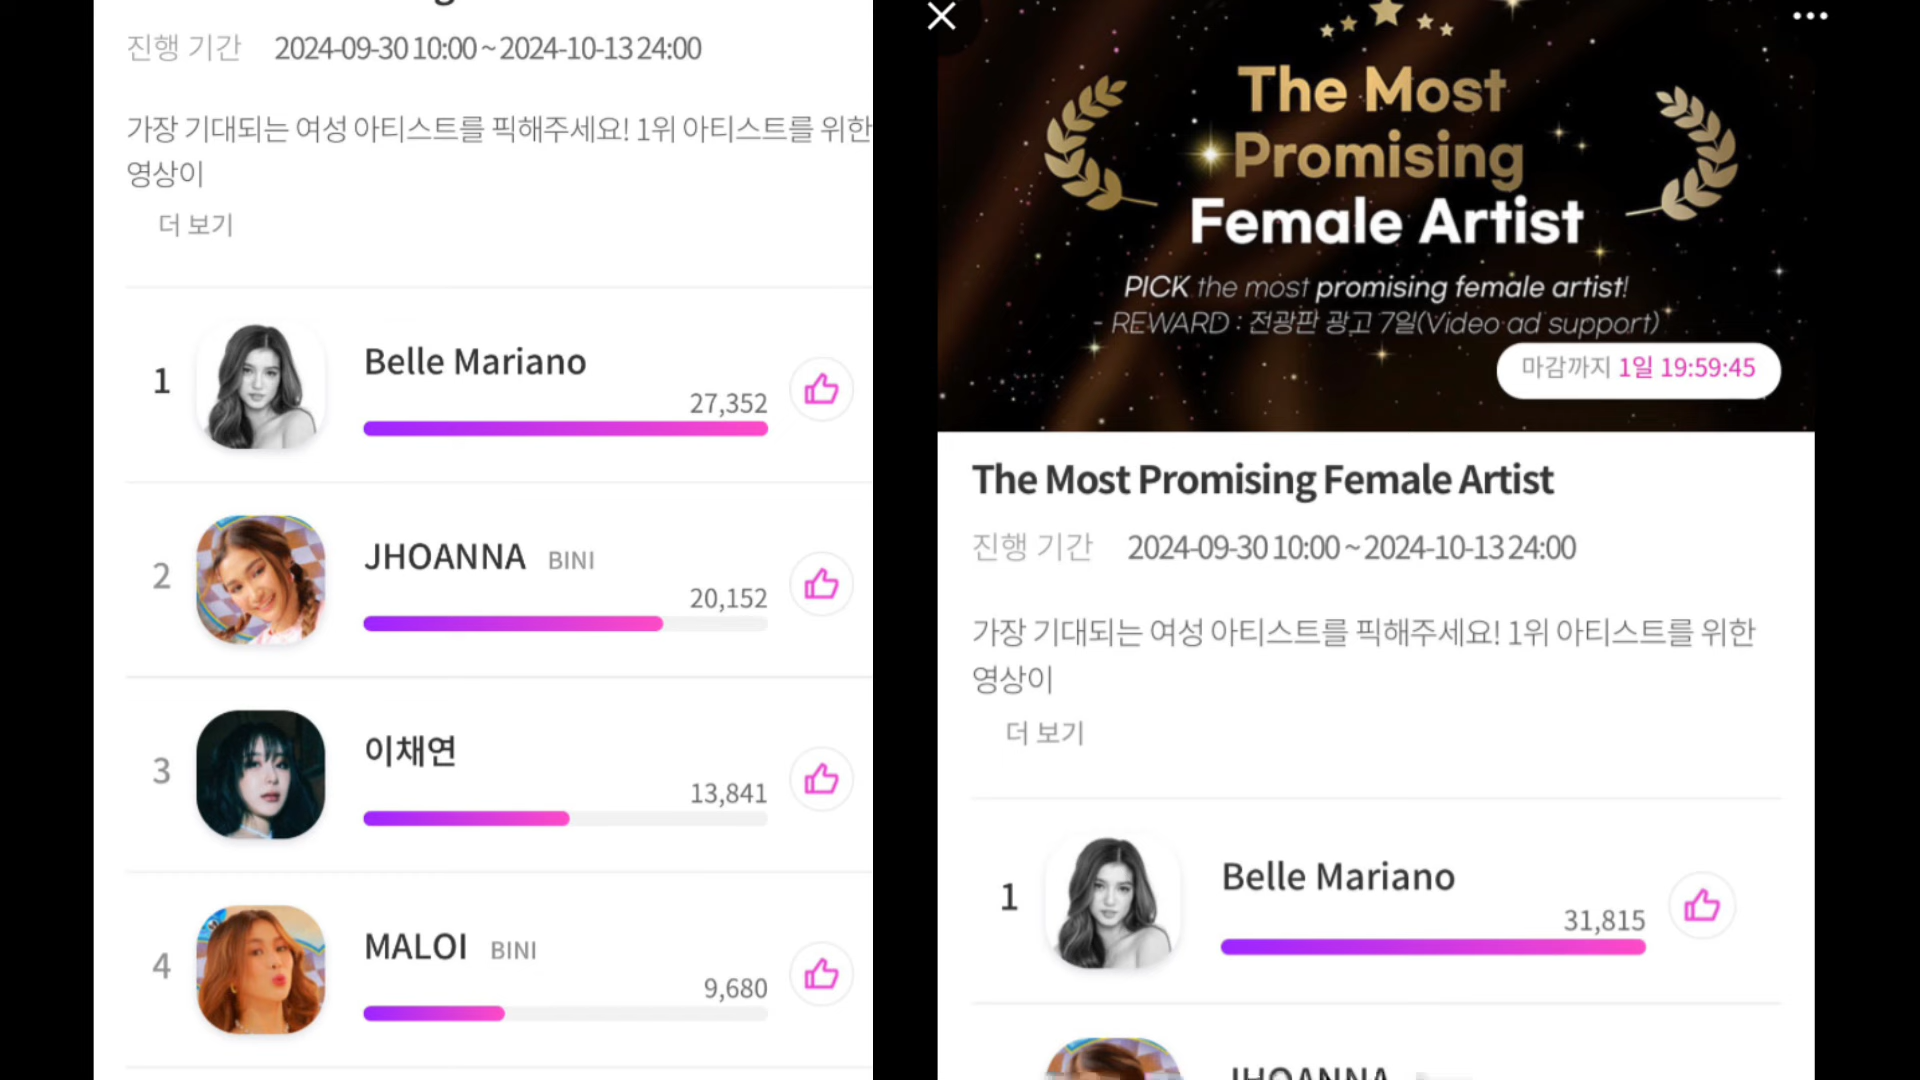 진행 기간 2024-09-30 10:00 ~ 2024-10-13 24:00
가장 기대되는 여성 아티스트를 픽해주세요! 1위 아티스트를 위한
영상이
더 보기
1
Belle Mariano
27,352
2
JHOANNA BINI
20,152
3
이채연
13,841
4
MALOI BINI
9,680
The Most
Promising
Female Artist
PICK the most promising female artist!
- REWARD : 전광판 광고 7일(Video ad support)
마감까지 1일 19:59:45
The Most Promising Female Artist
진행 기간 2024-09-30 10:00 ~ 2024-10-13 24:00
가장 기대되는 여성 아티스트를 픽해주세요! 1위 아티스트를 위한
영상이
더 보기
1
Belle Mariano
31,815
JHOANNA